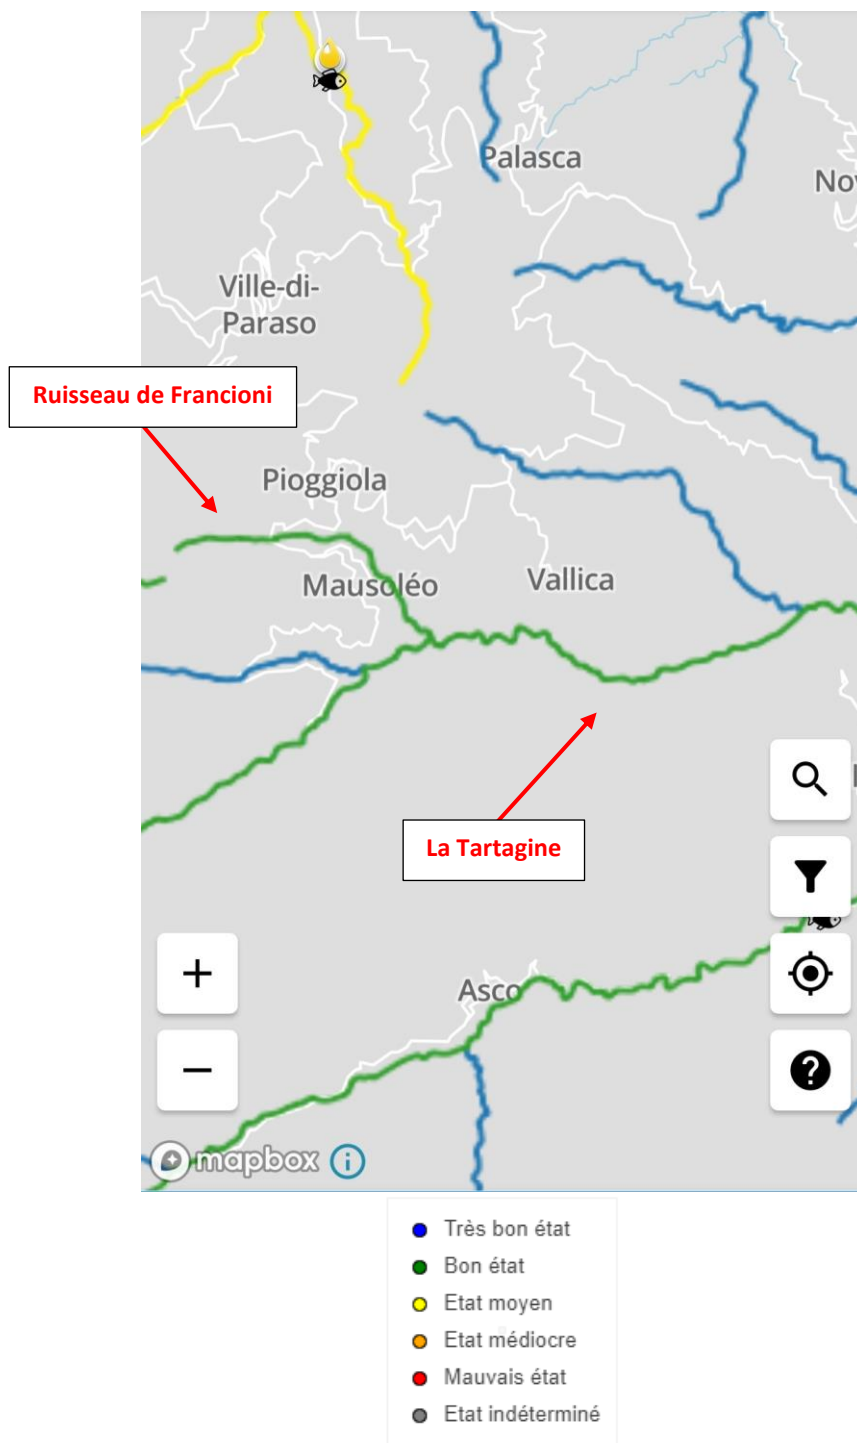 Palasca
Nov
Ville-di-
Paraso
Ruisseau de Francioni
Pioggiola
Mausoléo
Vallica
La Tartagine
Asco
mapbox
Très bon état
Bon état
Etat moyen
Etat médiocre
Mauvais état
Etat indéterminé